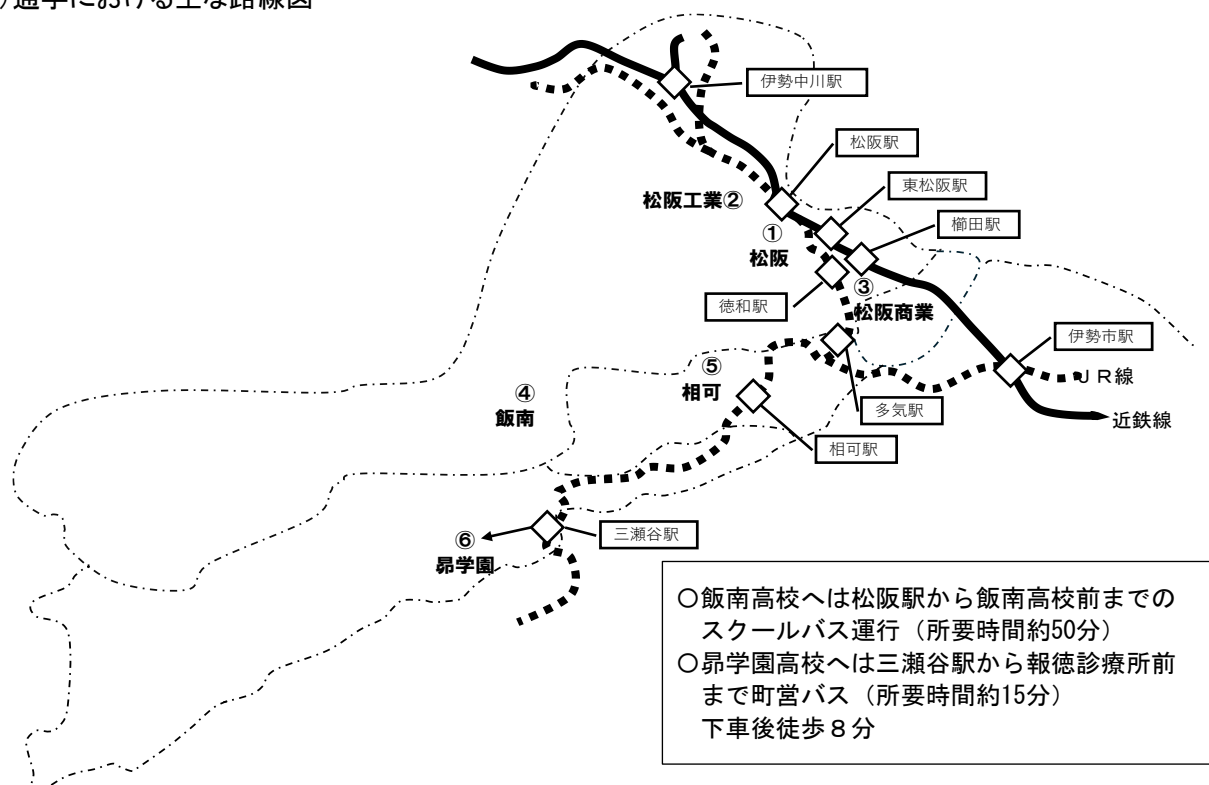 通学における主な路線図
伊勢中川駅
松阪駅
東松阪駅
櫛田駅
松阪工業②
①
松阪
徳和駅
③
松阪商業
伊勢市駅
ＪＲ線
近鉄線
多気駅
⑤
相可
相可駅
④
飯南
三瀬谷駅
⑥
昴学園
○飯南高校へは松阪駅から飯南高校前までの
スクールバス運行（所要時間約50分）
○昴学園高校へは三瀬谷駅から報徳診療所前
まで町営バス（所要時間約15分）
下車後徒歩８分